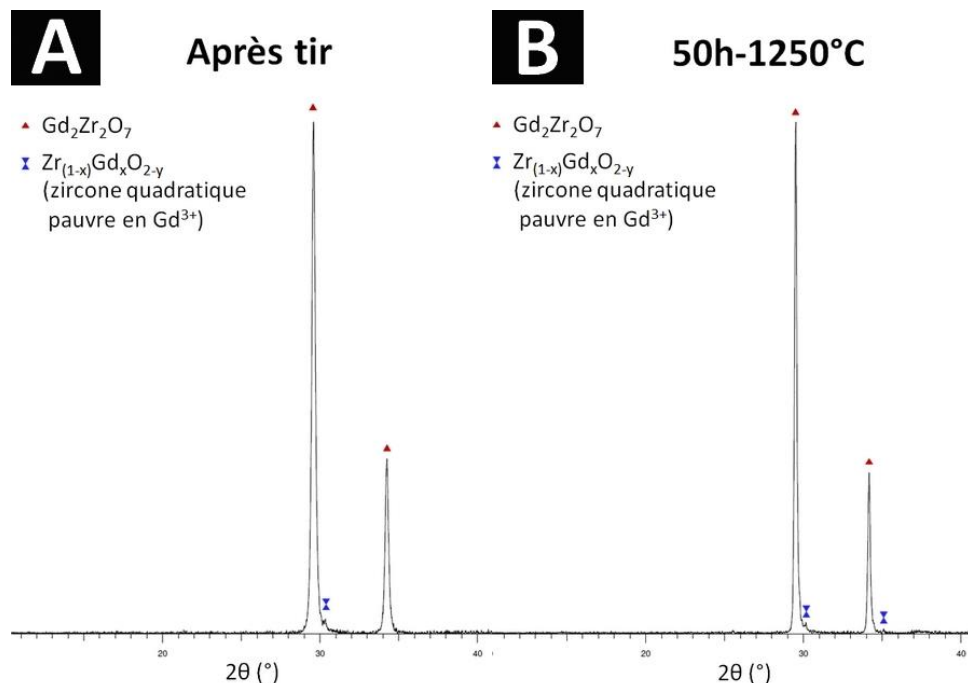 A
Après tir
Gd₂Zr₂O₇
Zr₍₁₋ₓ₎GdₓO₂₋y
(zircone quadratique
pauvre en Gd³⁺)
20
30
40
2θ (°)
B
50h-1250°C
Gd₂Zr₂O₇
Zr₍₁₋ₓ₎GdₓO₂₋y
(zircone quadratique
pauvre en Gd³⁺)
20
30
40
2θ (°)